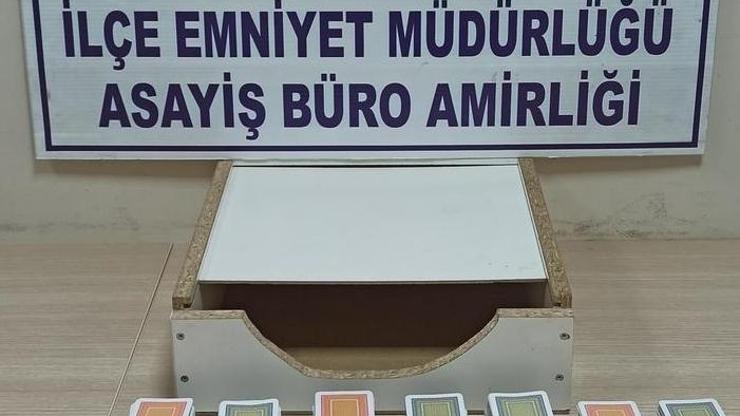 İLÇE EMNİYET MÜDÜRLÜĞÜ
ASAYİŞ BÜRO AMİRLİĞİ